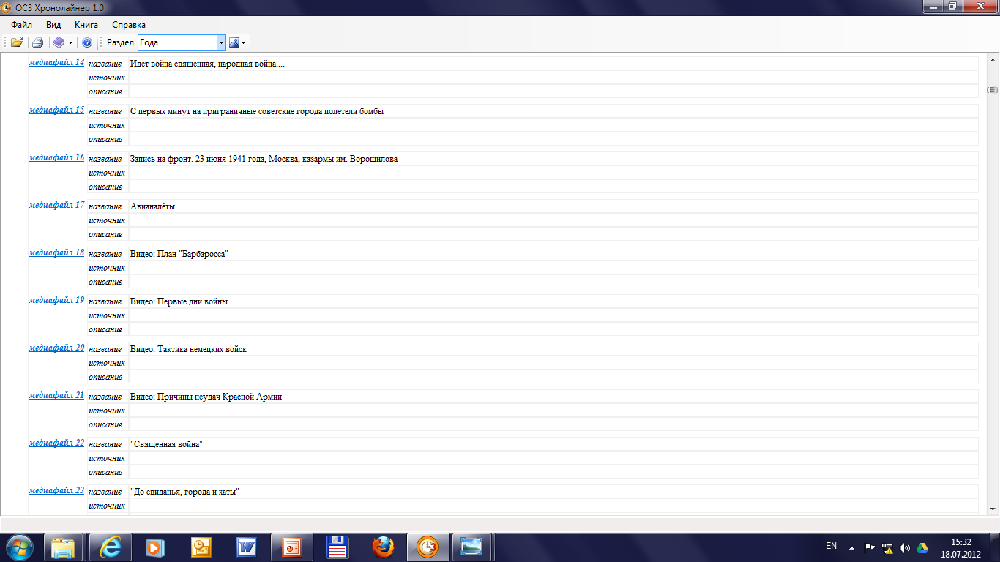 ОСЗ Хронолайнер 1.0
Файл Вид Книга Справка
Раздел Года
медиафайл 14 название Идет война священная, народная война....
источник
описание
медиафайл 15 название С первых минут на приграничные советские города полетели бомбы
источник
описание
медиафайл 16 название Запись на фронт. 23 июня 1941 года, Москва, казармы им. Ворошилова
источник
описание
медиафайл 17 название Авианалёты
источник
описание
медиафайл 18 название Видео: План "Барбаросса"
источник
описание
медиафайл 19 название Видео: Первые дни войны
источник
описание
медиафайл 20 название Видео: Тактика немецких войск
источник
описание
медиафайл 21 название Видео: Причины неудач Красной Армии
источник
описание
медиафайл 22 название "Священная война"
источник
описание
медиафайл 23 название "До свиданья, города и хаты"
источник
EN 15:32
18.07.2012